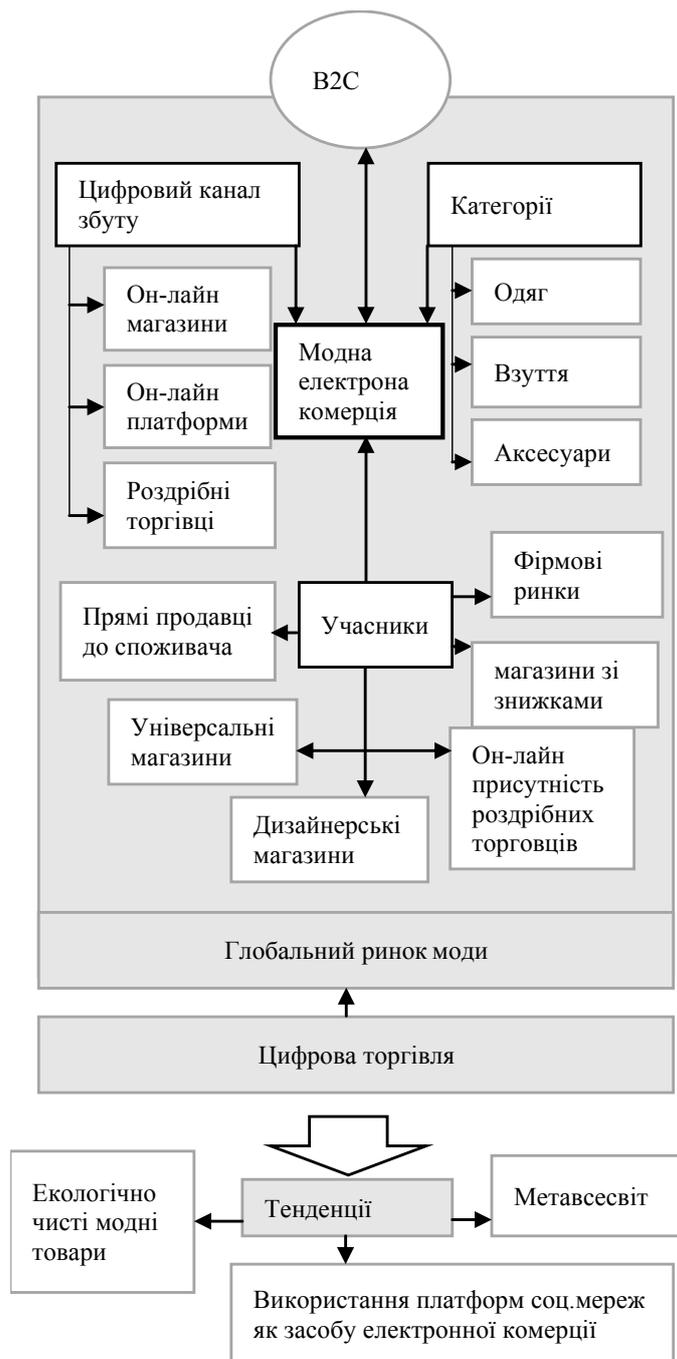 B2C
Цифровий канал
збуту
Категорії
Он-лайн
магазини
Он-лайн
платформи
Роздрібні
торгівці
Модна
електрона
комерція
Одяг
Взуття
Аксесуари
Фірмові
ринки
Прямі продавці
до споживача
Учасники
магазини зі
знижками
Універсальні
магазини
Он-лайн
присутність
роздрібних
торговців
Дизайнерські
магазини
Глобальний ринок моди
Цифрова торгівля
Екологічно
чисті модні
товари
Тенденції
Метавсесвіт
Використання платформ соц.мереж
як засобу електронної комерції